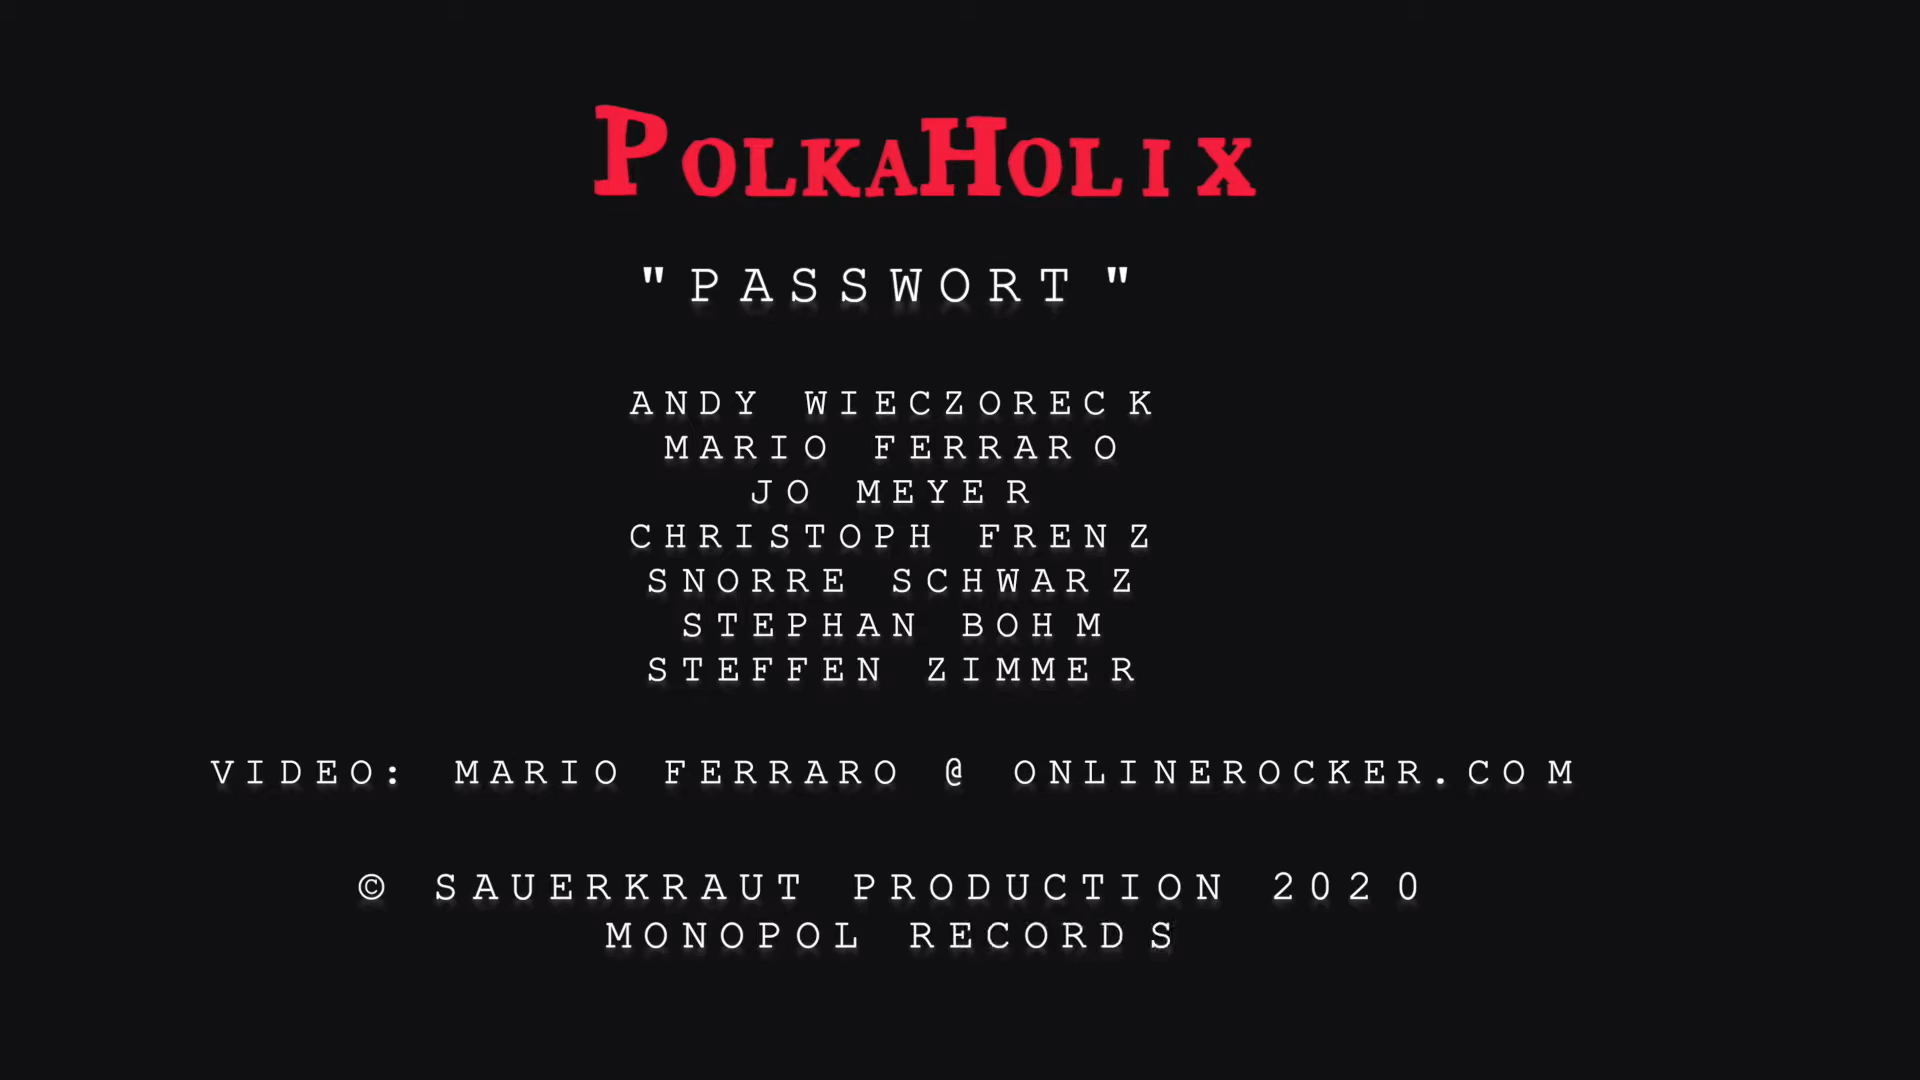 POLKAHOLIX
"PASSWORT"
ANDY WIECZORECK
MARIO FERRARO
JO MEYER
CHRISTOPH FRENZ
SNORRE SCHWARZ
STEPHAN BOHM
STEFFEN ZIMMER
VIDEO: MARIO FERRARO @ ONLINEROCKER.COM
© SAUERKRAUT PRODUCTION 2020
MONOPOL RECORDS